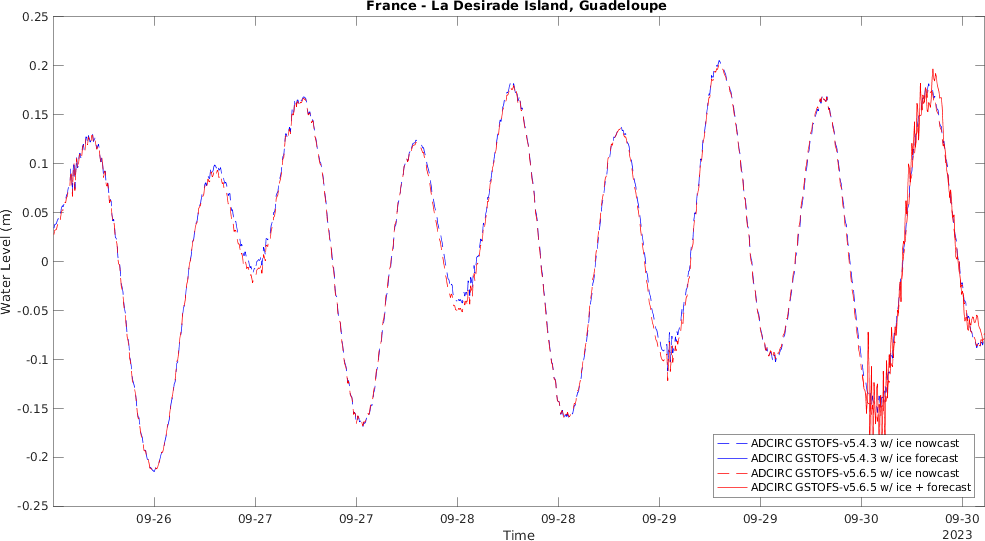 France - La Desirade Island, Guadeloupe
0.25
0.2
0.15
0.1
0.05
0
-0.05
-0.1
-0.15
-0.2
-0.25
Water Level (m)
ADCIRC GSTOFS-v5.4.3 w/ ice nowcast
ADCIRC GSTOFS-v5.4.3 w/ ice forecast
ADCIRC GSTOFS-v5.6.5 w/ ice nowcast
ADCIRC GSTOFS-v5.6.5 w/ ice + forecast
09-26 09-27 09-27 09-28 09-28 09-29 09-29 09-30 09-30
2023
Time